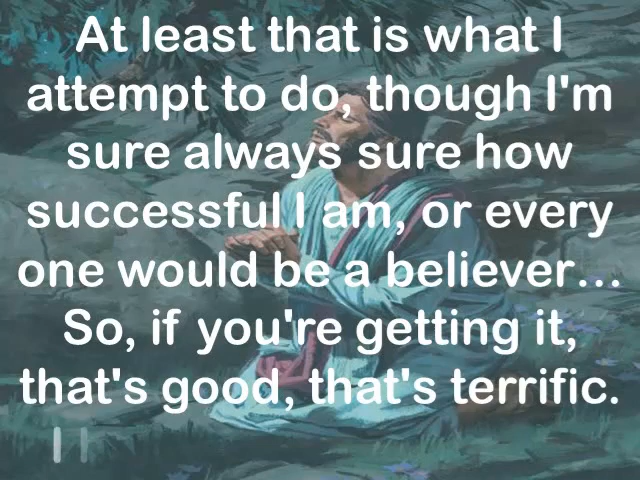 At least that is what I
attempt to do, though I'm
sure always sure how
successful I am, or every
one would be a believer...
So, if you're getting it,
that's good, that's terrific.